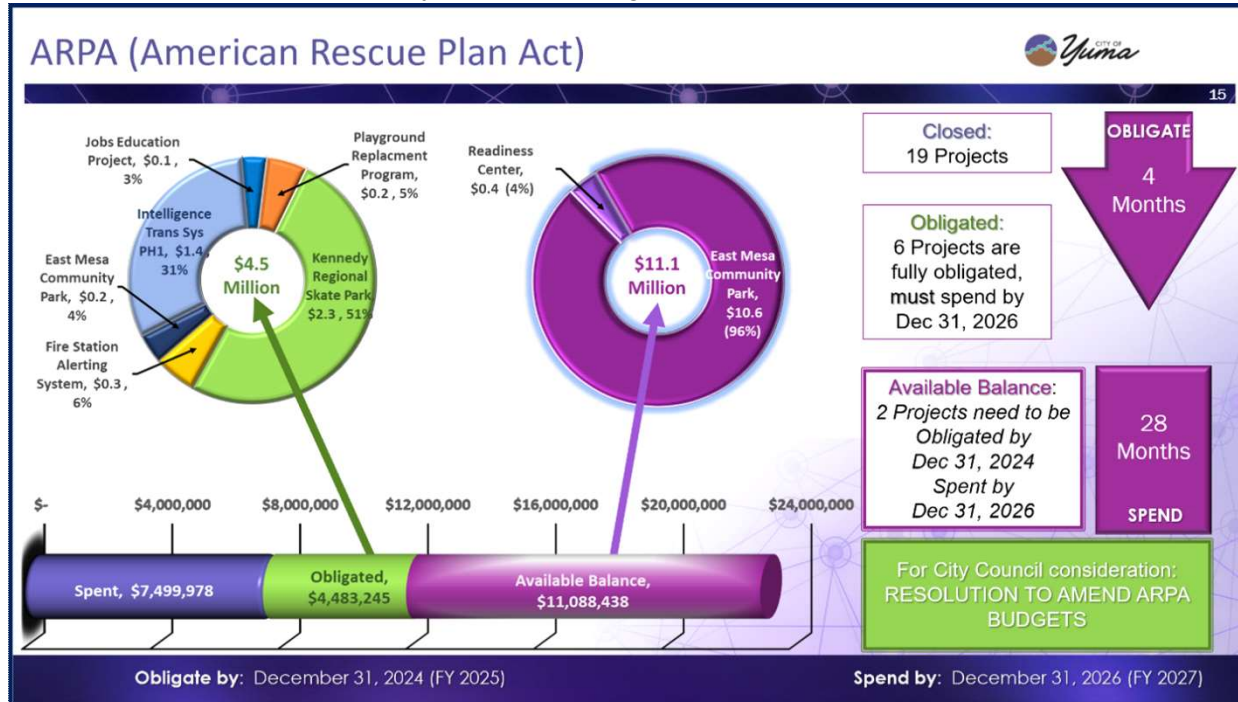 ARPA (American Rescue Plan Act)
CITY OF
Yuma
15
Jobs Education
Project, $0.1 ,
3%
Playground
Replacment
Program,
$0.2 , 5%
Intelligence
Trans Sys
PH1, $1.4,
31%
East Mesa
Community
Park, $0.2 ,
4%
Fire Station
Alerting
System, $0.3 ,
6%
Kennedy
Regional
Skate Park,
$2.3 , 51%
$4.5
Million
Readiness
Center,
$0.4 (4%)
$11.1
Million
East Mesa
Community
Park,
$10.6
(96%)
Closed:
19 Projects
OBLIGATE
4
Months
Obligated:
6 Projects are
fully obligated,
must spend by
Dec 31, 2026
Available Balance:
2 Projects need to be
Obligated by
Dec 31, 2024
Spent by
Dec 31, 2026
28
Months
SPEND
$-
$4,000,000
$8,000,000
$12,000,000
$16,000,000
$20,000,000
$24,000,000
Spent, $7,499,978
Obligated,
$4,483,245
Available Balance,
$11,088,438
For City Council consideration:
RESOLUTION TO AMEND ARPA
BUDGETS
Obligate by: December 31, 2024 (FY 2025)
Spend by: December 31, 2026 (FY 2027)